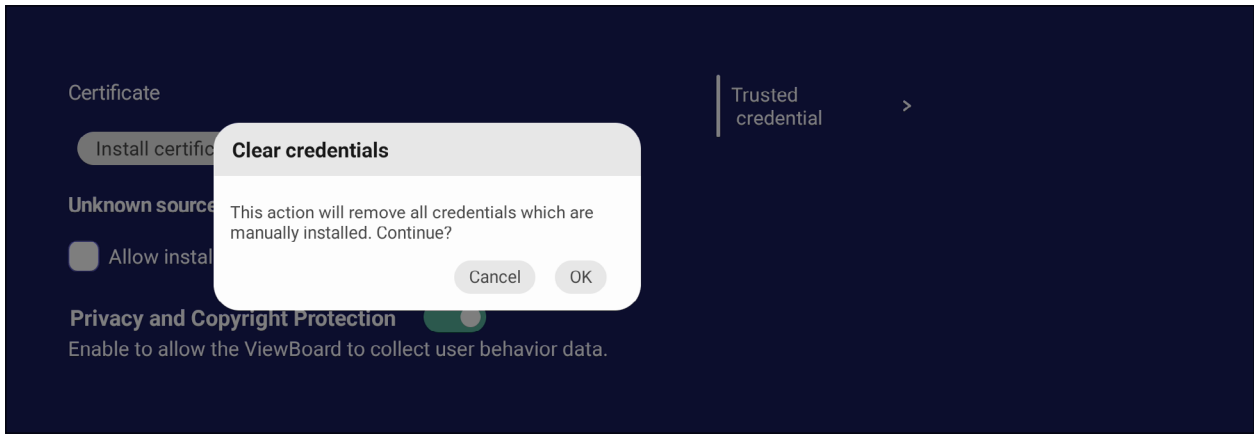 Certificate
Trusted
credential
Install certific
Clear credentials
Unknown source
This action will remove all credentials which are
manually installed. Continue?
Allow instal
Cancel
OK
Privacy and Copyright Protection
Enable to allow the ViewBoard to collect user behavior data.